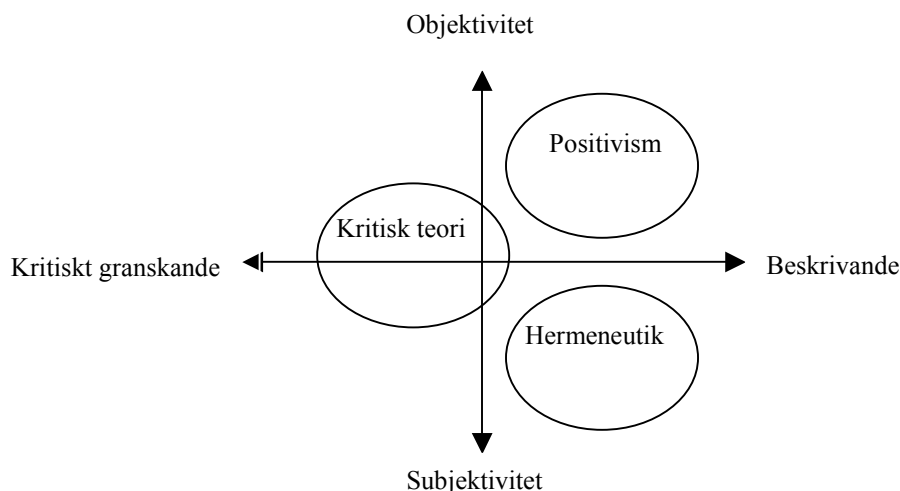 Objektivitet
Positivism
Kritisk teori
Kritiskt granskande
Beskrivande
Hermeneutik
Subjektivitet